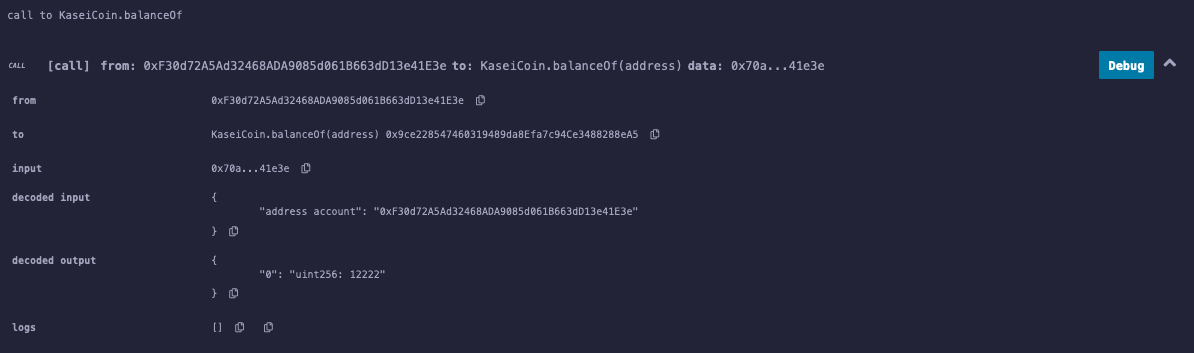 call to KaseiCoin.balanceOf
CALL [call] from: 0xF30d72A5Ad32468ADA9085d061B663dD13e41E3e to: KaseiCoin.balanceOf(address) data: 0x70a...41e3e Debug
from 0xF30d72A5Ad32468ADA9085d061B663dD13e41E3e
to KaseiCoin.balanceOf(address) 0x9ce228547460319489da8Efa7c94Ce3488288eA5
input 0x70a...41e3e
decoded input {
"address account": "0xF30d72A5Ad32468ADA9085d061B663dD13e41E3e"
}
decoded output {
"0": "uint256: 12222"
}
logs []